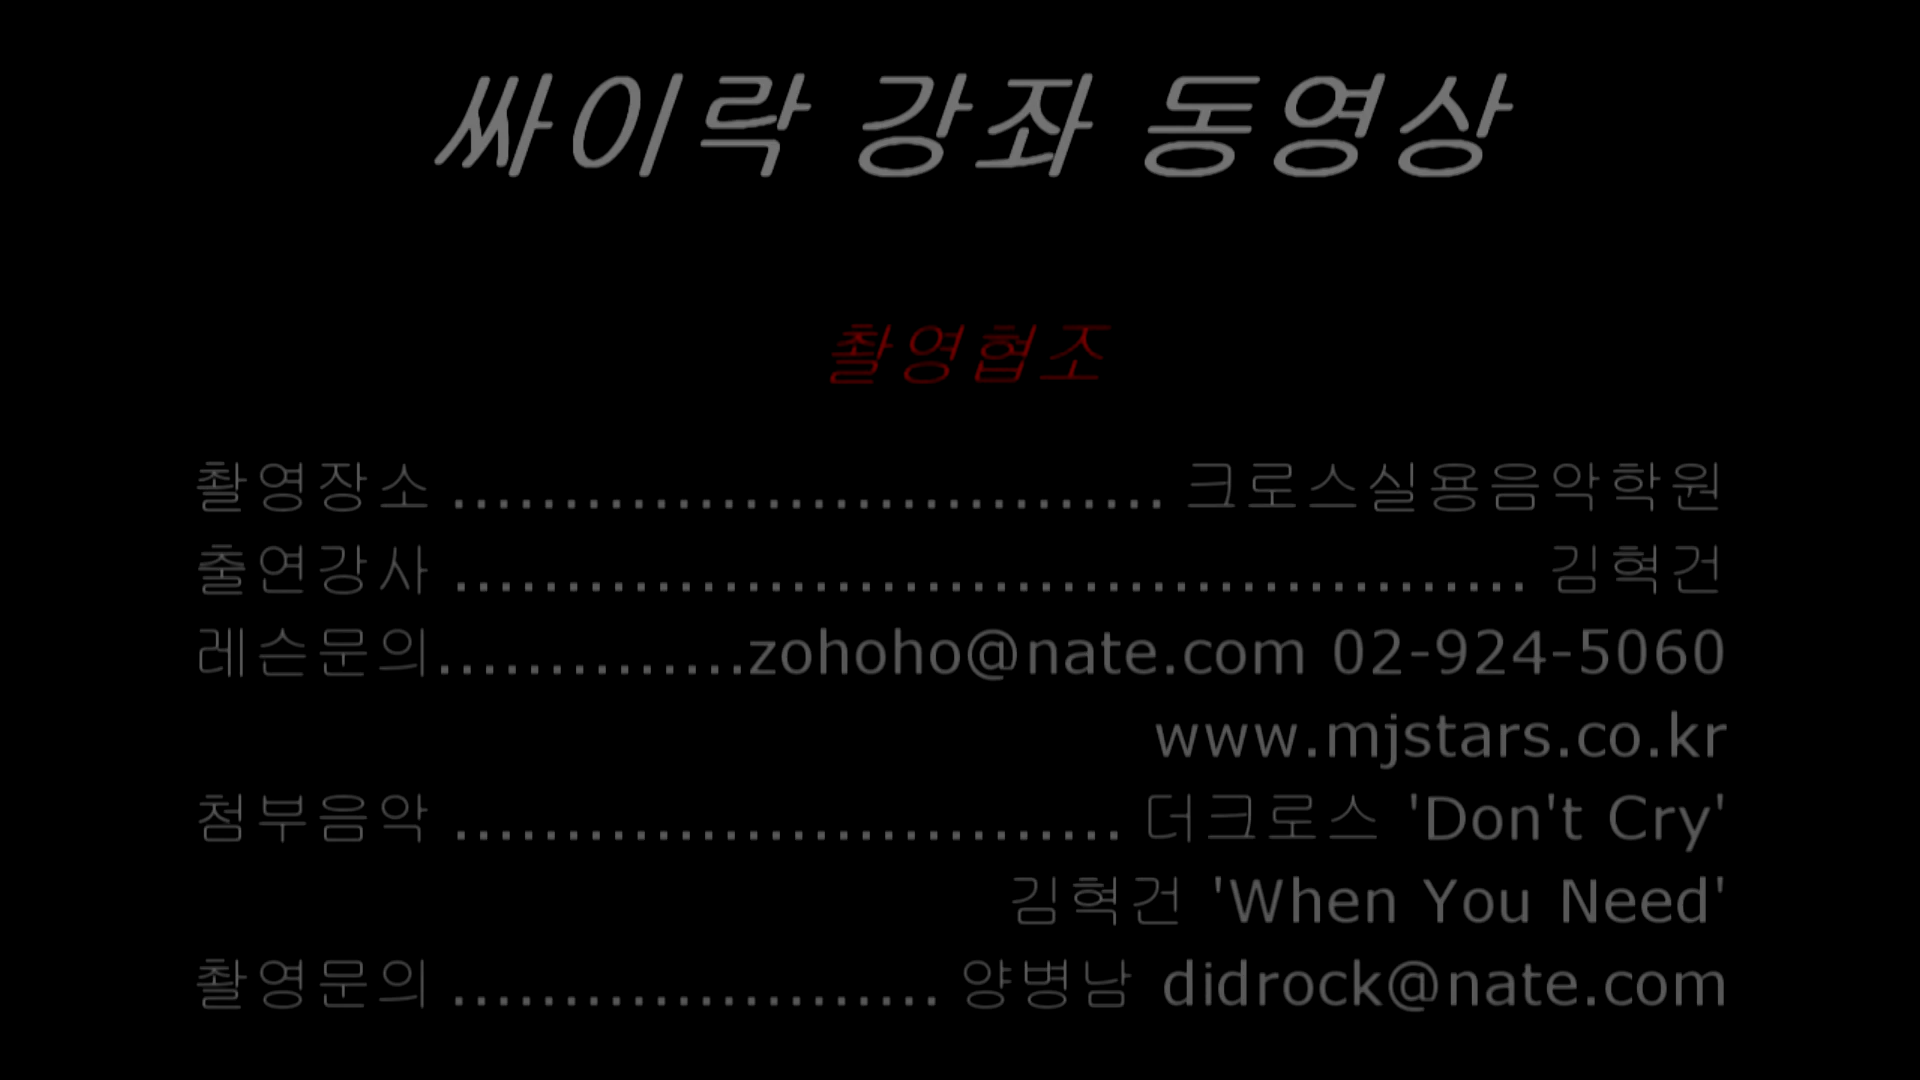 싸이락 강좌 동영상
촬영협조
촬영장소 ................................ 크로스실용음악학원
출연강사 ................................................ 김혁건
레슨문의..............zohoho@nate.com 02-924-5060
www.mjstars.co.kr
첨부음악 .............................. 더크로스 'Don't Cry'
김혁건 'When You Need'
촬영문의 ...................... 양병남 didrock@nate.com